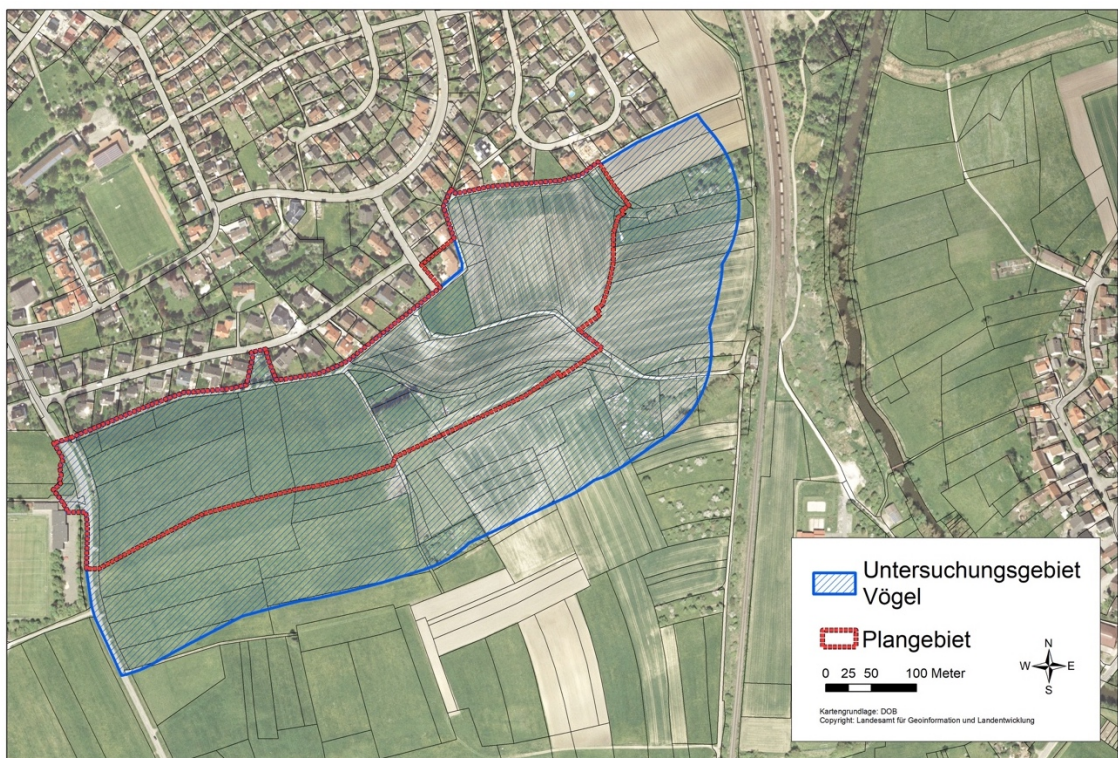 Untersuchungsgebiet
Vögel
Plangebiet
N
W E
S
0 25 50 100 Meter
Kartengrundlage: DOB
Copyright: Landesamt für Geoinformation und Landentwicklung